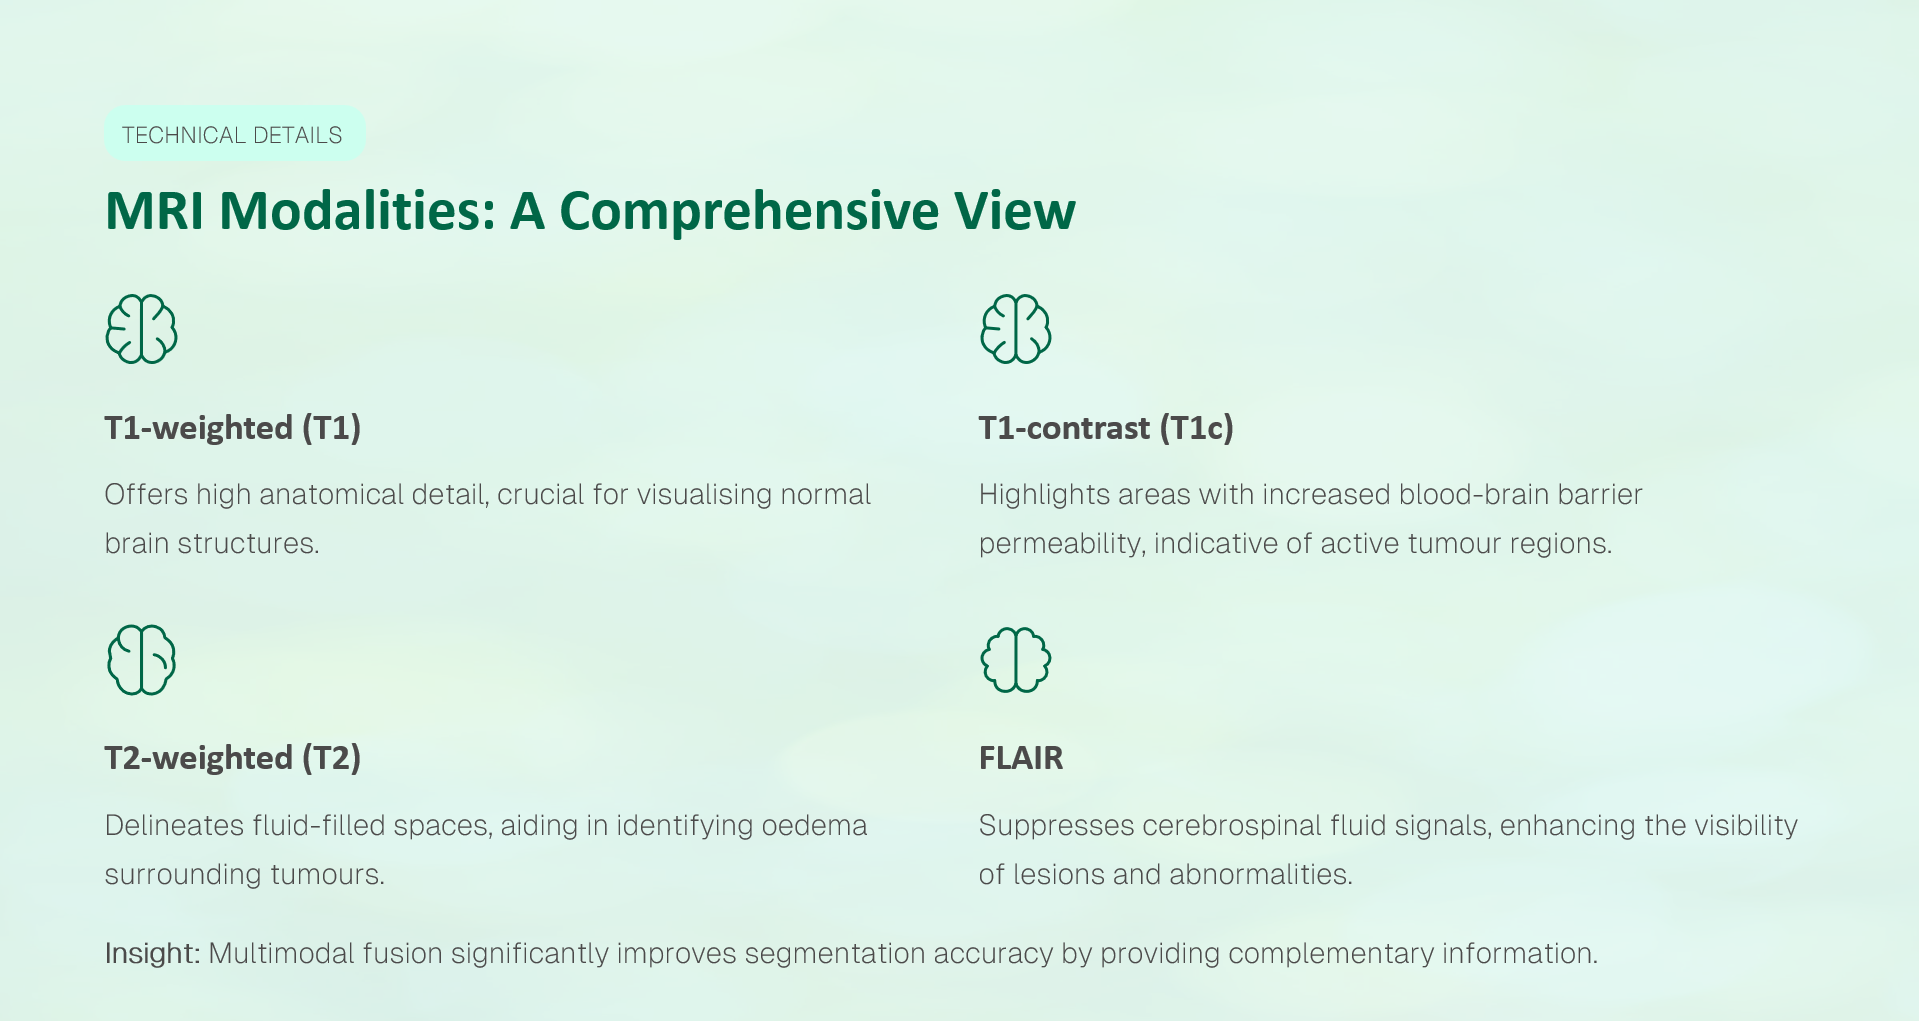 TECHNICAL DETAILS
MRI Modalities: A Comprehensive View
T1-weighted (T1)
Offers high anatomical detail, crucial for visualising normal
brain structures.
T1-contrast (T1c)
Highlights areas with increased blood-brain barrier
permeability, indicative of active tumour regions.
T2-weighted (T2)
Delineates fluid-filled spaces, aiding in identifying oedema
surrounding tumours.
FLAIR
Suppresses cerebrospinal fluid signals, enhancing the visibility
of lesions and abnormalities.
Insight: Multimodal fusion significantly improves segmentation accuracy by providing complementary information.